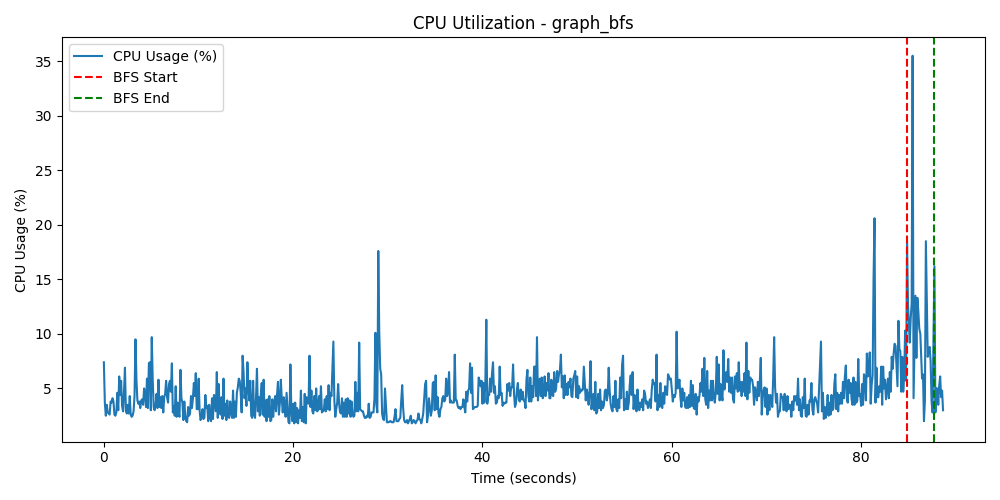 CPU Utilization - graph_bfs
CPU Usage (%)
BFS Start
BFS End
CPU Usage (%)
35
30
25
20
15
10
5
0
20
40
60
80
Time (seconds)